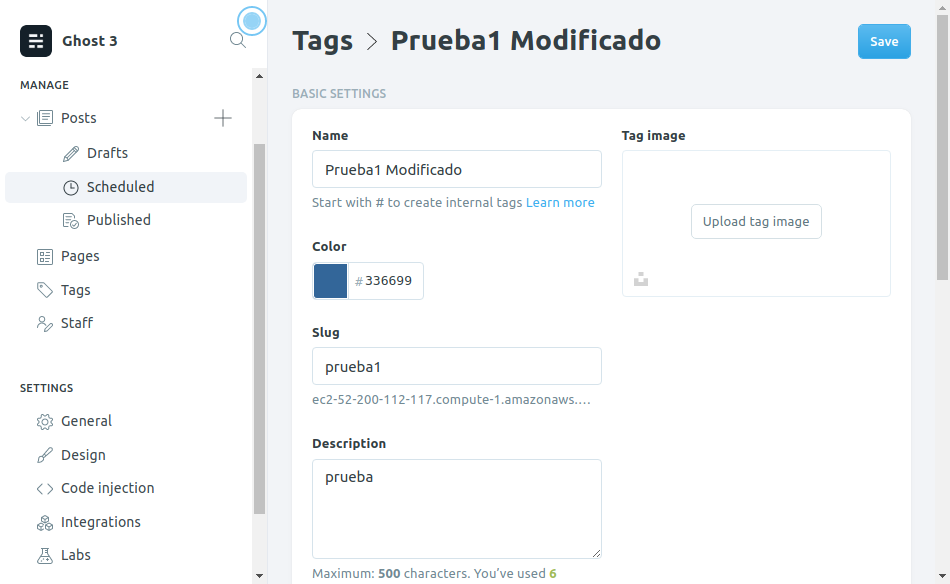 Ghost 3
MANAGE
Posts
Drafts
Scheduled
Published
Pages
Tags
Staff
SETTINGS
General
Design
Code injection
Integrations
Labs
Tags > Prueba1 Modificado
Save
BASIC SETTINGS
Name
Prueba1 Modificado
Start with # to create internal tags Learn more
Color
#336699
Slug
prueba1
ec2-52-200-112-117.compute-1.amazonaws....
Description
prueba
Maximum: 500 characters. You’ve used 6
Tag image
Upload tag image